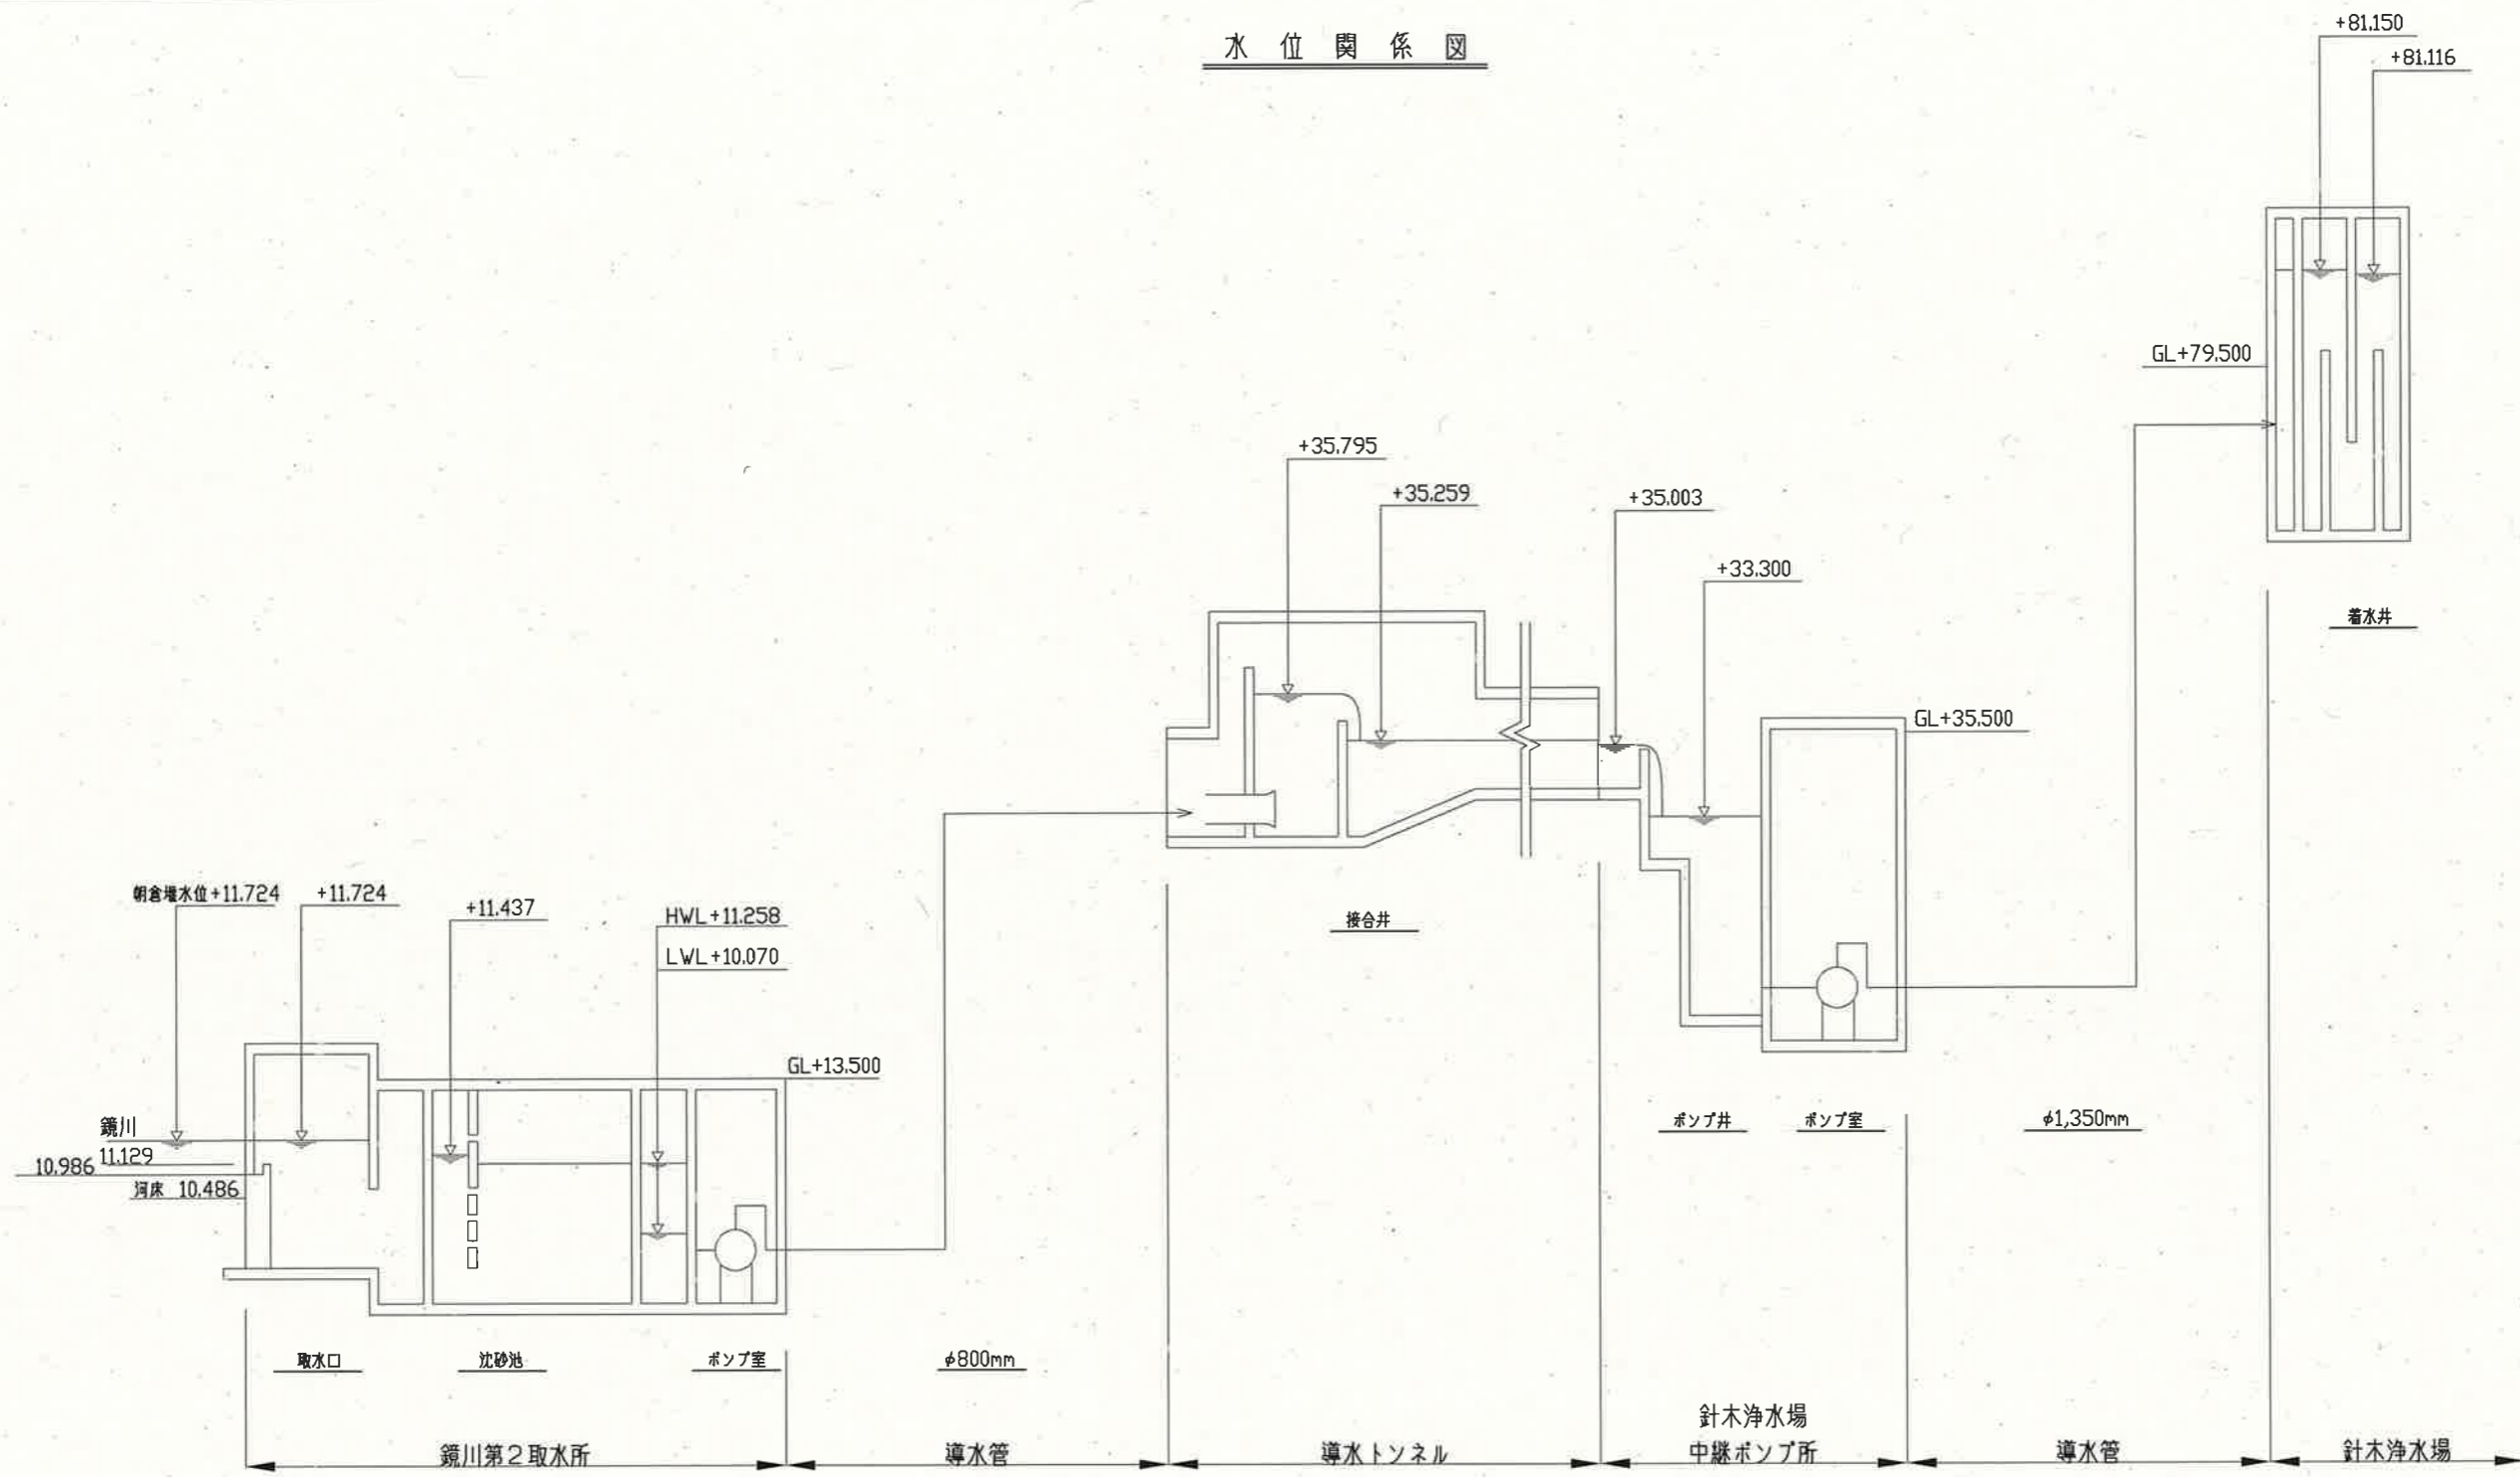 水位関係図
+81.150
+81.116
GL+79.500
+35.795
+35.259
+35.003
+33.300
着水井
GL+35.500
朝倉堰水位+11.724
+11.724
+11.437
HWL+11.258
LWL+10.070
接合井
GL+13.500
鏡川
11.129
10.986
河床 10.486
ポンプ井
ポンプ室
φ1,350mm
取水口
沈砂池
ポンプ室
φ800mm
鏡川第2取水所
導水管
導水トンネル
針木浄水場
中継ポンプ所
導水管
針木浄水場